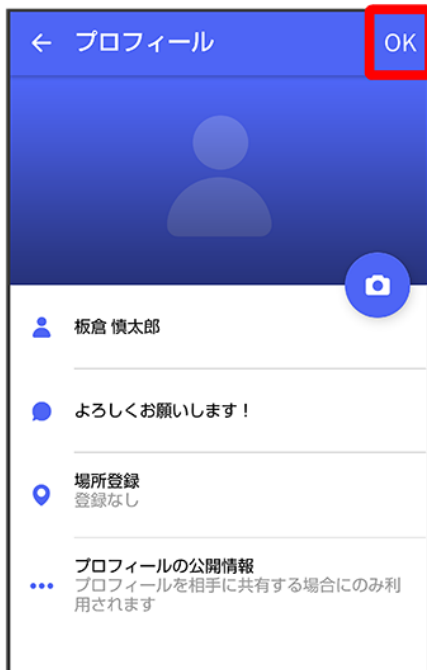 プロフィール OK
板倉 慎太郎
よろしくお願いします！
場所登録
登録なし
プロフィールの公開情報
プロフィールを相手に共有する場合にのみ利
用されます